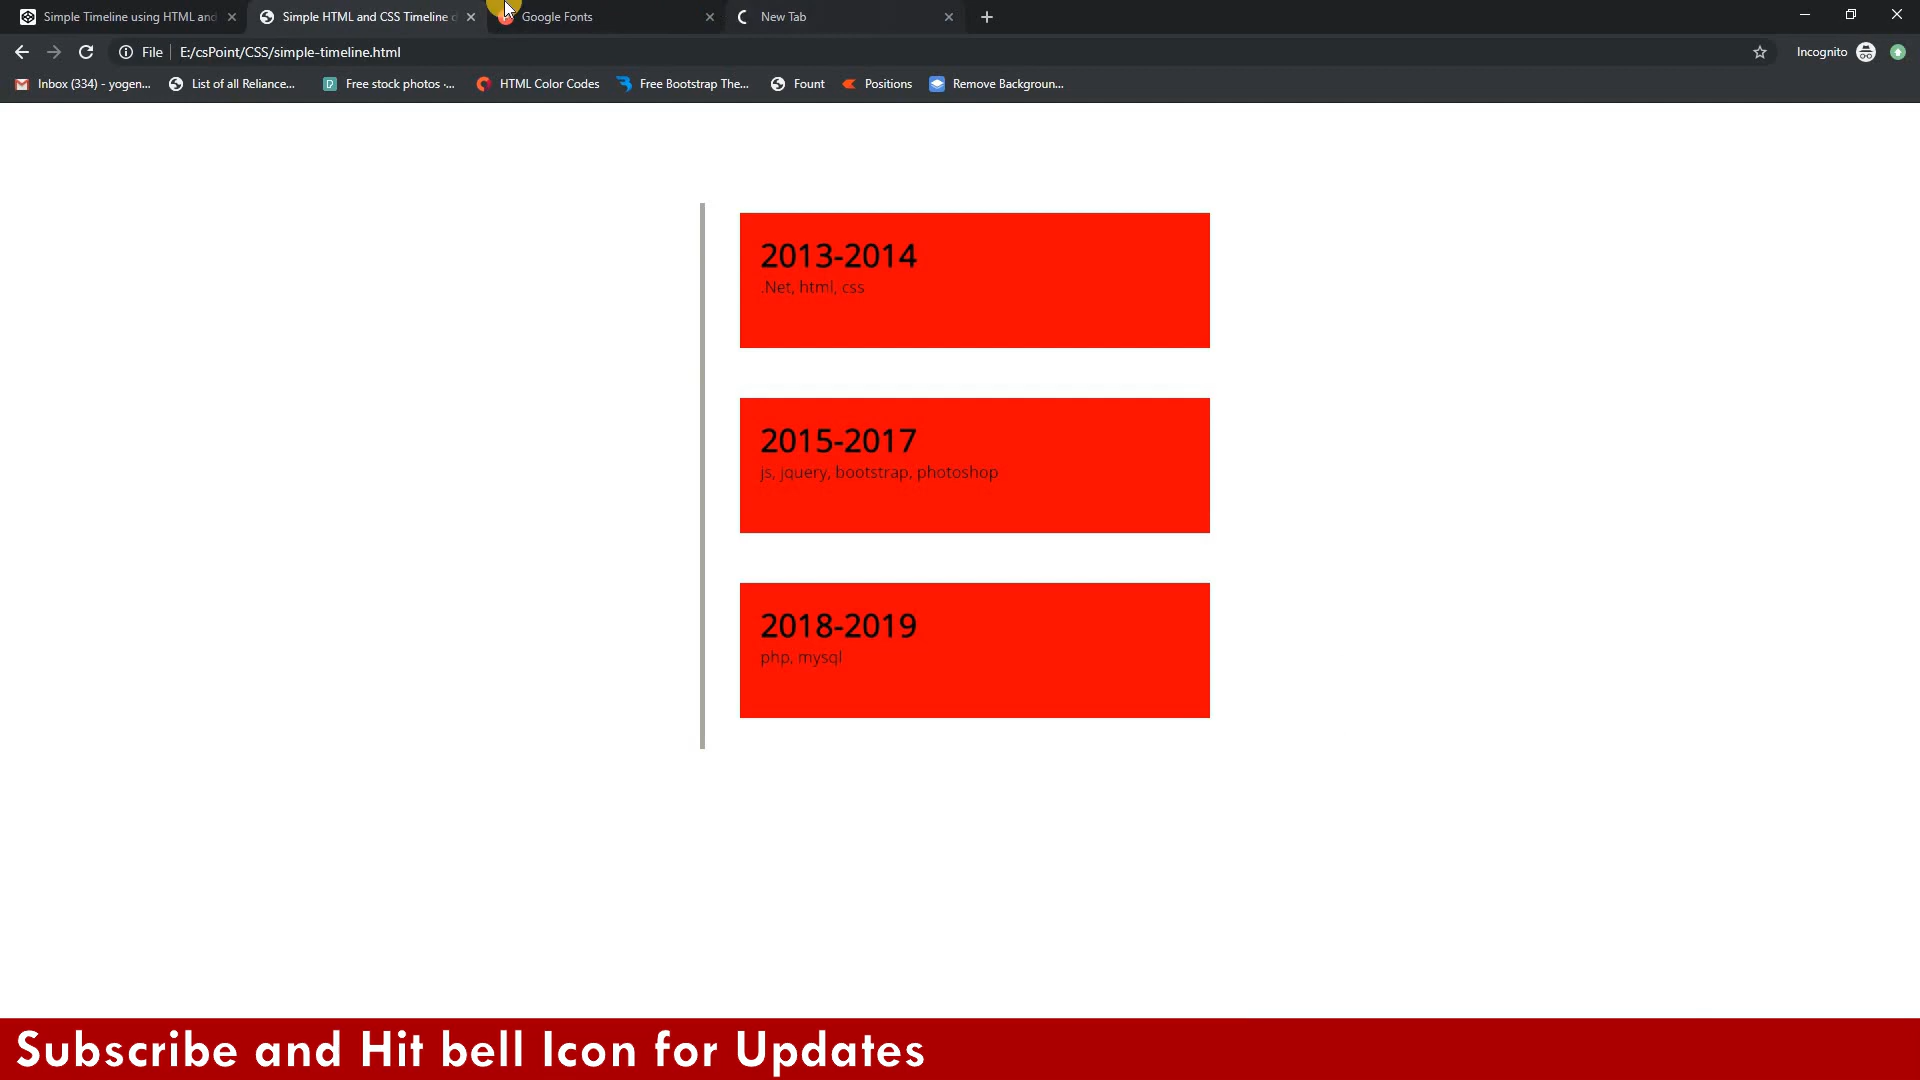 Simple Timeline using HTML and
Simple HTML and CSS Timeline d
Google Fonts
New Tab
File
E:/csPoint/CSS/simple-timeline.html
Incognito
Inbox (334) - yogen...
List of all Reliance...
Free stock photos ·...
HTML Color Codes
Free Bootstrap The...
Fount
Positions
Remove Backgroun...
2013-2014
.Net, html, css
2015-2017
js, jquery, bootstrap, photoshop
2018-2019
php, mysql
Subscribe and Hit bell Icon for Updates